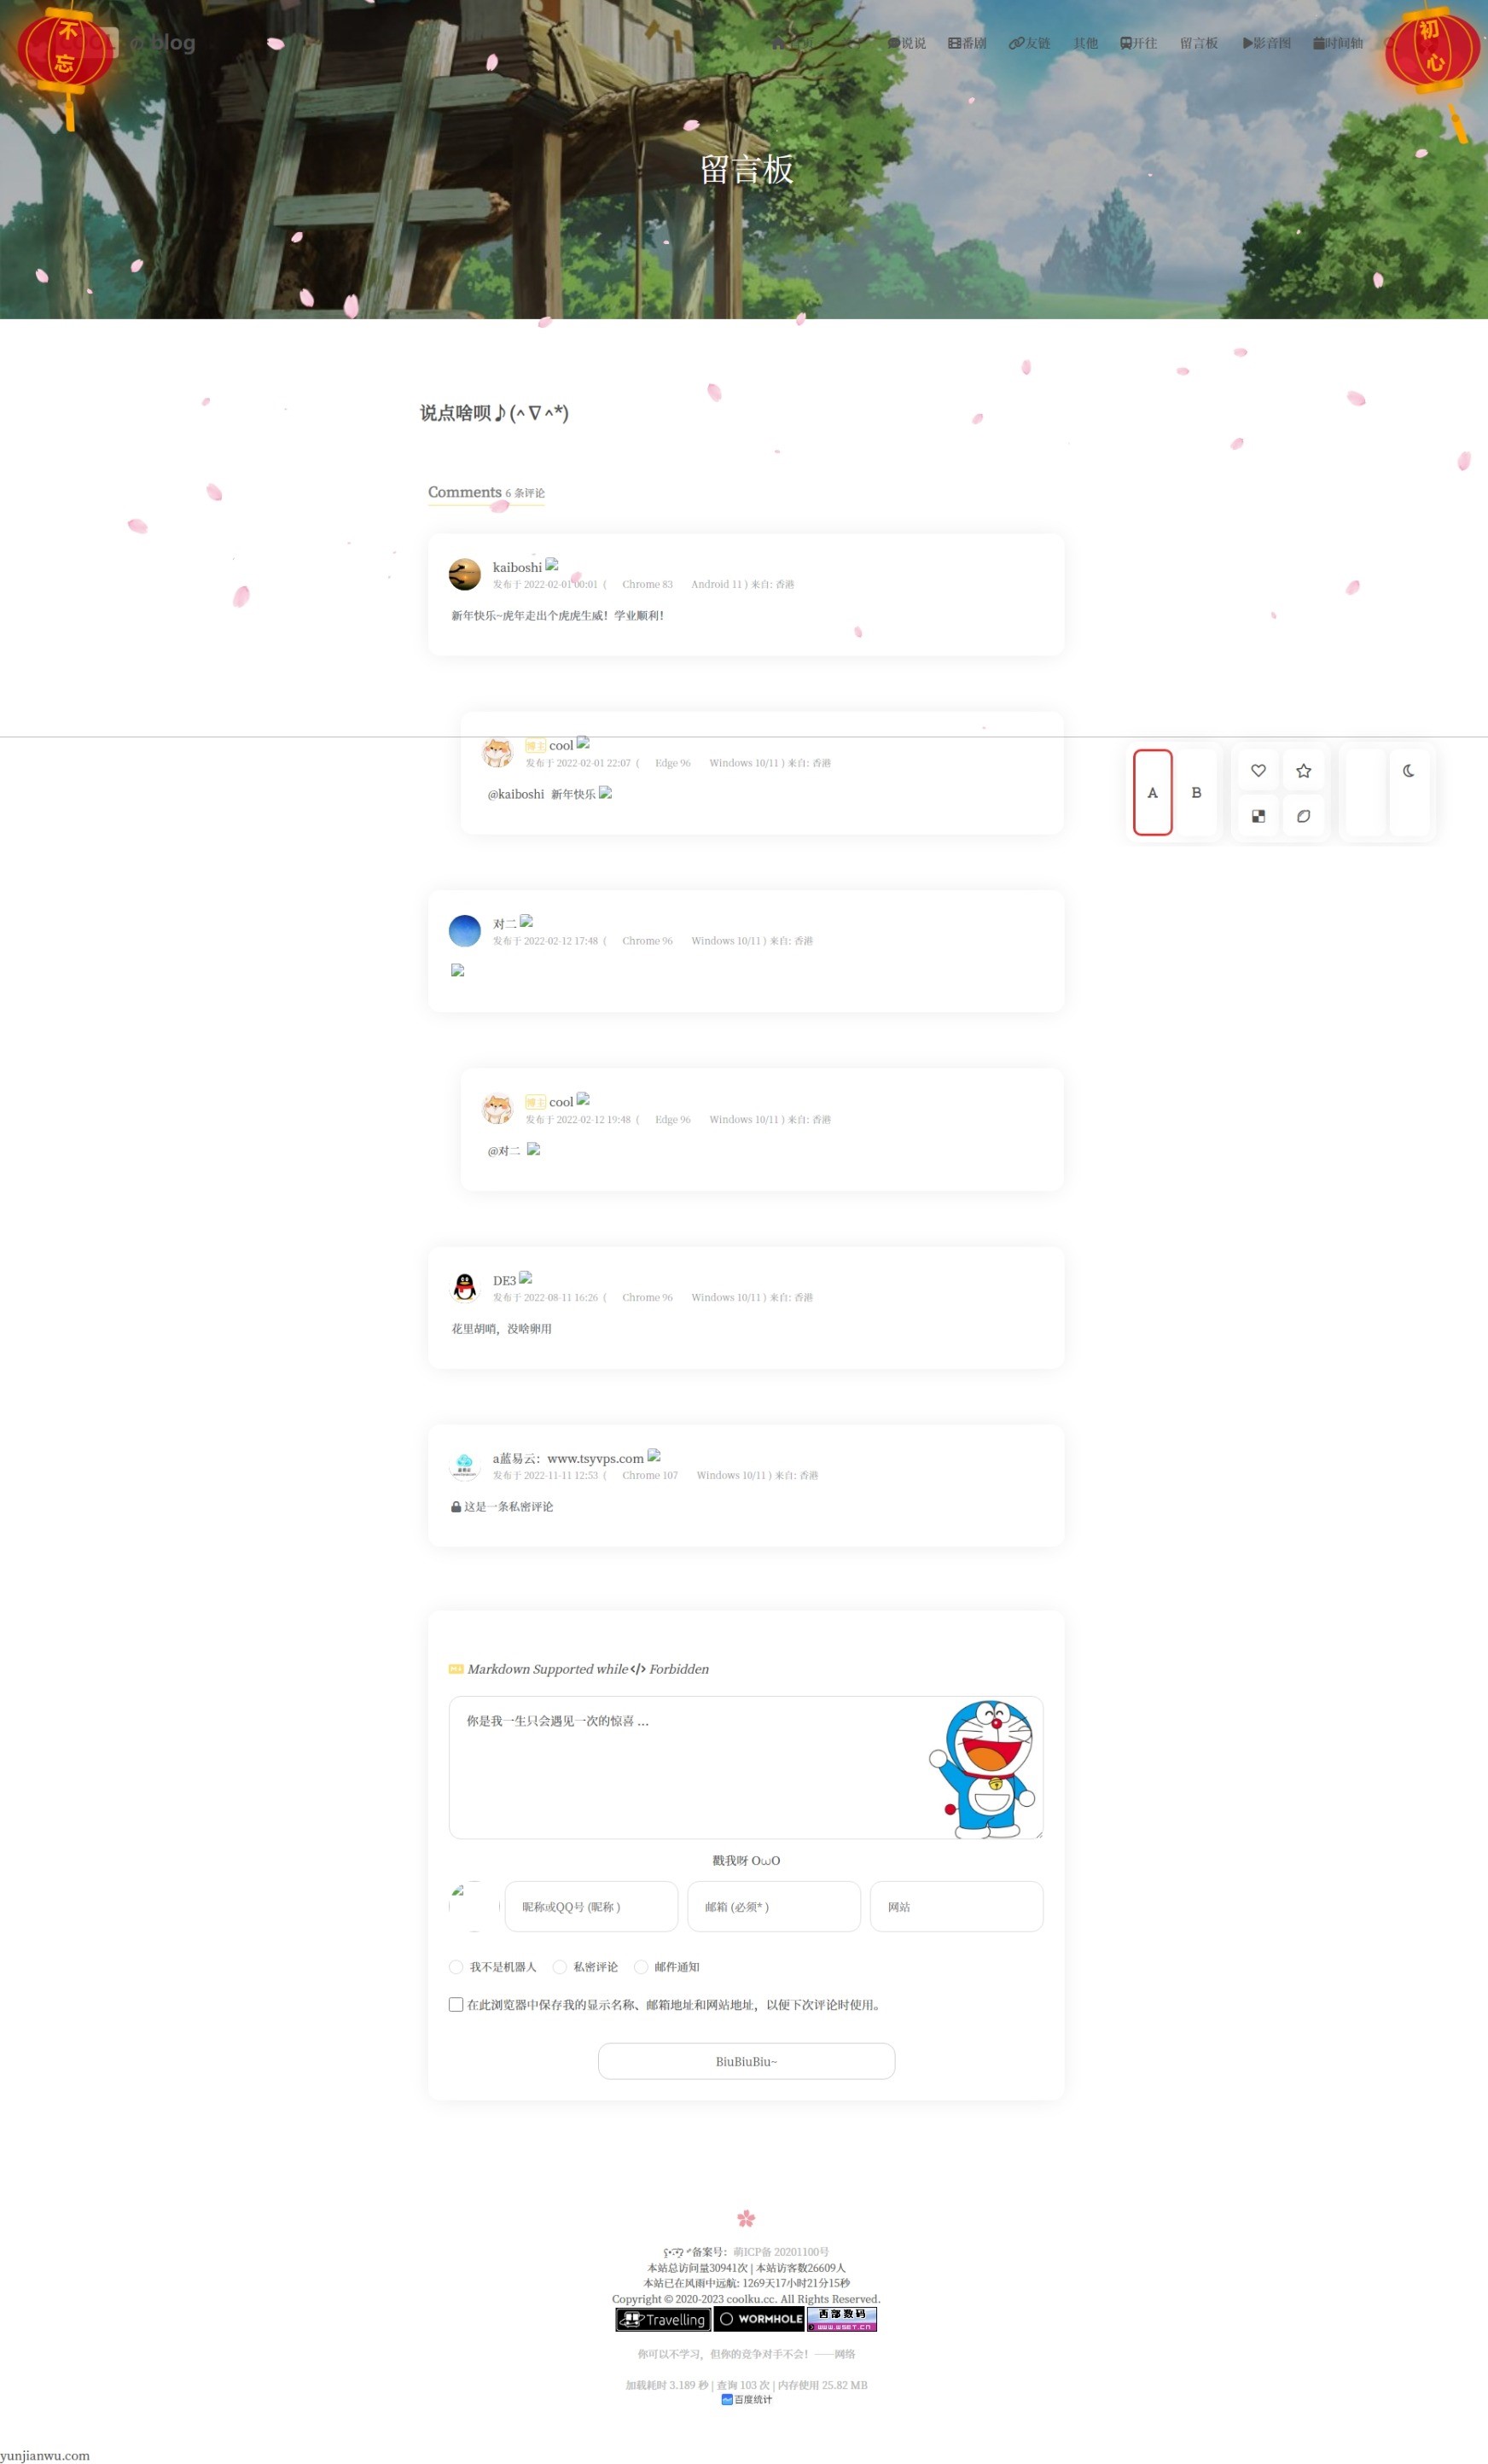 不忘
blog
说说 番剧 友链 其他 开往 留言板 影音图 时间轴
初心
留言板
说点啥呗♪(^∇^*)
Comments 6 条评论
kaiboshi
发布于 2022-02-01 00:01 ( Chrome 83 Android 11 ) 来自: 香港
新年快乐~虎年走出个虎虎生威！学业顺利！
博主 cool
发布于 2022-02-01 22:07 ( Edge 96 Windows 10/11 ) 来自: 香港
@kaiboshi 新年快乐
A B
对二
发布于 2022-02-12 17:48 ( Chrome 96 Windows 10/11 ) 来自: 香港
博主 cool
发布于 2022-02-12 19:48 ( Edge 96 Windows 10/11 ) 来自: 香港
@对二
DE3
发布于 2022-08-11 16:26 ( Chrome 96 Windows 10/11 ) 来自: 香港
花里胡哨，没啥卵用
a蓝易云：www.tsyvps.com
发布于 2022-11-11 12:53 ( Chrome 107 Windows 10/11 ) 来自: 香港
这是一条私密评论
Markdown Supported while </> Forbidden
你是我一生只会遇见一次的惊喜 ...
戳我呀 OωO
昵称或QQ号 (昵称 )
邮箱 (必须* )
网站
我不是机器人 私密评论 邮件通知
在此浏览器中保存我的显示名称、邮箱地址和网站地址，以便下次评论时使用。
BiuBiuBiu~
备案号：萌ICP备 20201100号
本站总访问量30941次 | 本站访客数26609人
本站已在风雨中远航: 1269天17小时21分15秒
Copyright © 2020-2023 coolku.cc. All Rights Reserved.
Travelling WORMHOLE 西部数码 www.west.cn
你可以不学习，但你的竞争对手不会！——网络
加载耗时 3.189 秒 | 查询 103 次 | 内存使用 25.82 MB
百度统计
yunjianwu.com